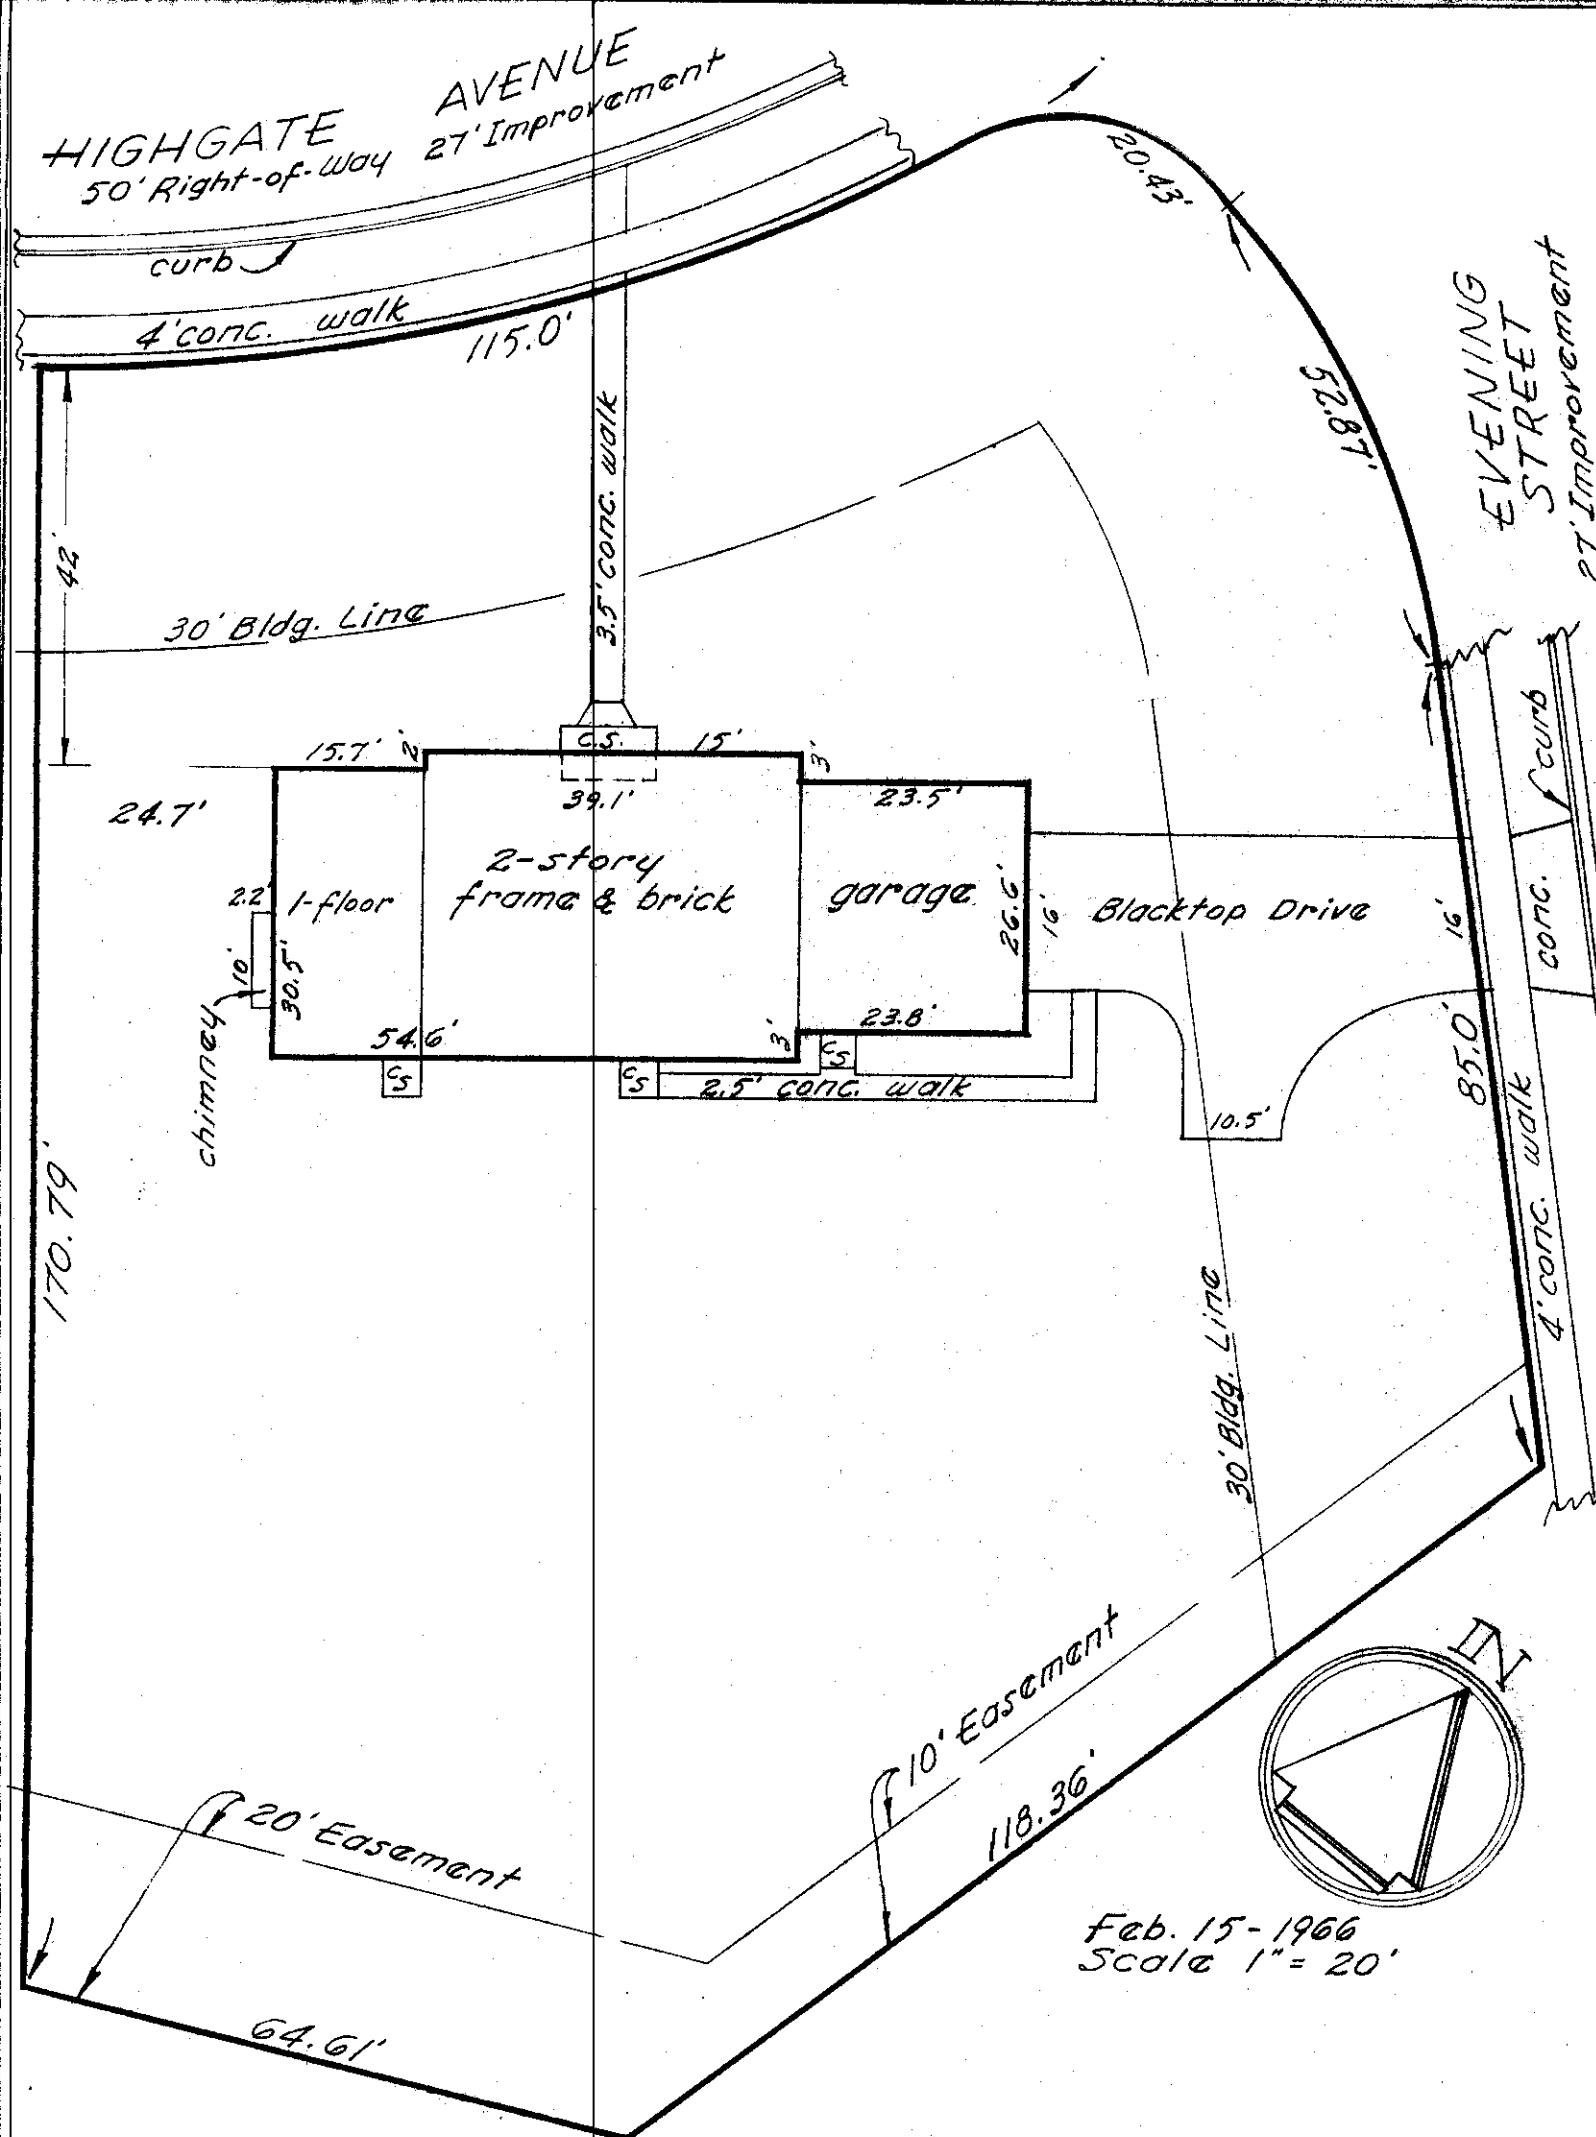 HIGHGATE AVENUE
50' Right-of-Way 27' Improvement
curb
4' conc. walk
115.0'
20.43'
52.87'
EVENING
STREET
27' Improvement
42'
3.5' conc. walk
30' Bldg. Line
15.7'
2'
C.S.
15'
3'
24.7'
39.1'
23.5'
2-story
frame & brick
1-floor
garage
2.2'
10'
30.5'
chimney
26.6'
16'
Blacktop Drive
16'
conc.
curb
54.6'
3'
23.8'
cs
cs
cs
2.5' conc. walk
10.5'
85.0'
4' conc. walk
170.79'
30' Bldg. Line
10' Easement
20' Easement
118.36'
64.61'
N
Feb. 15-1966
Scale 1" = 20'